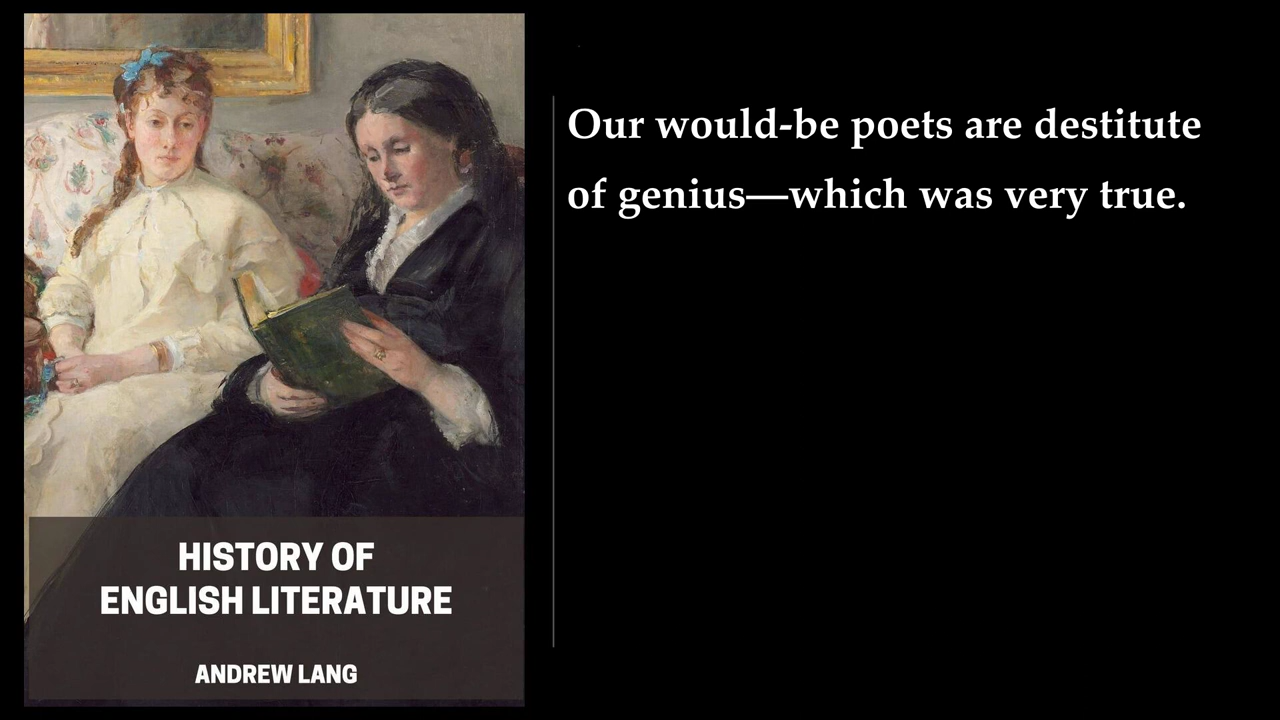 Our would-be poets are destitute
of genius—which was very true.
HISTORY OF
ENGLISH LITERATURE
ANDREW LANG